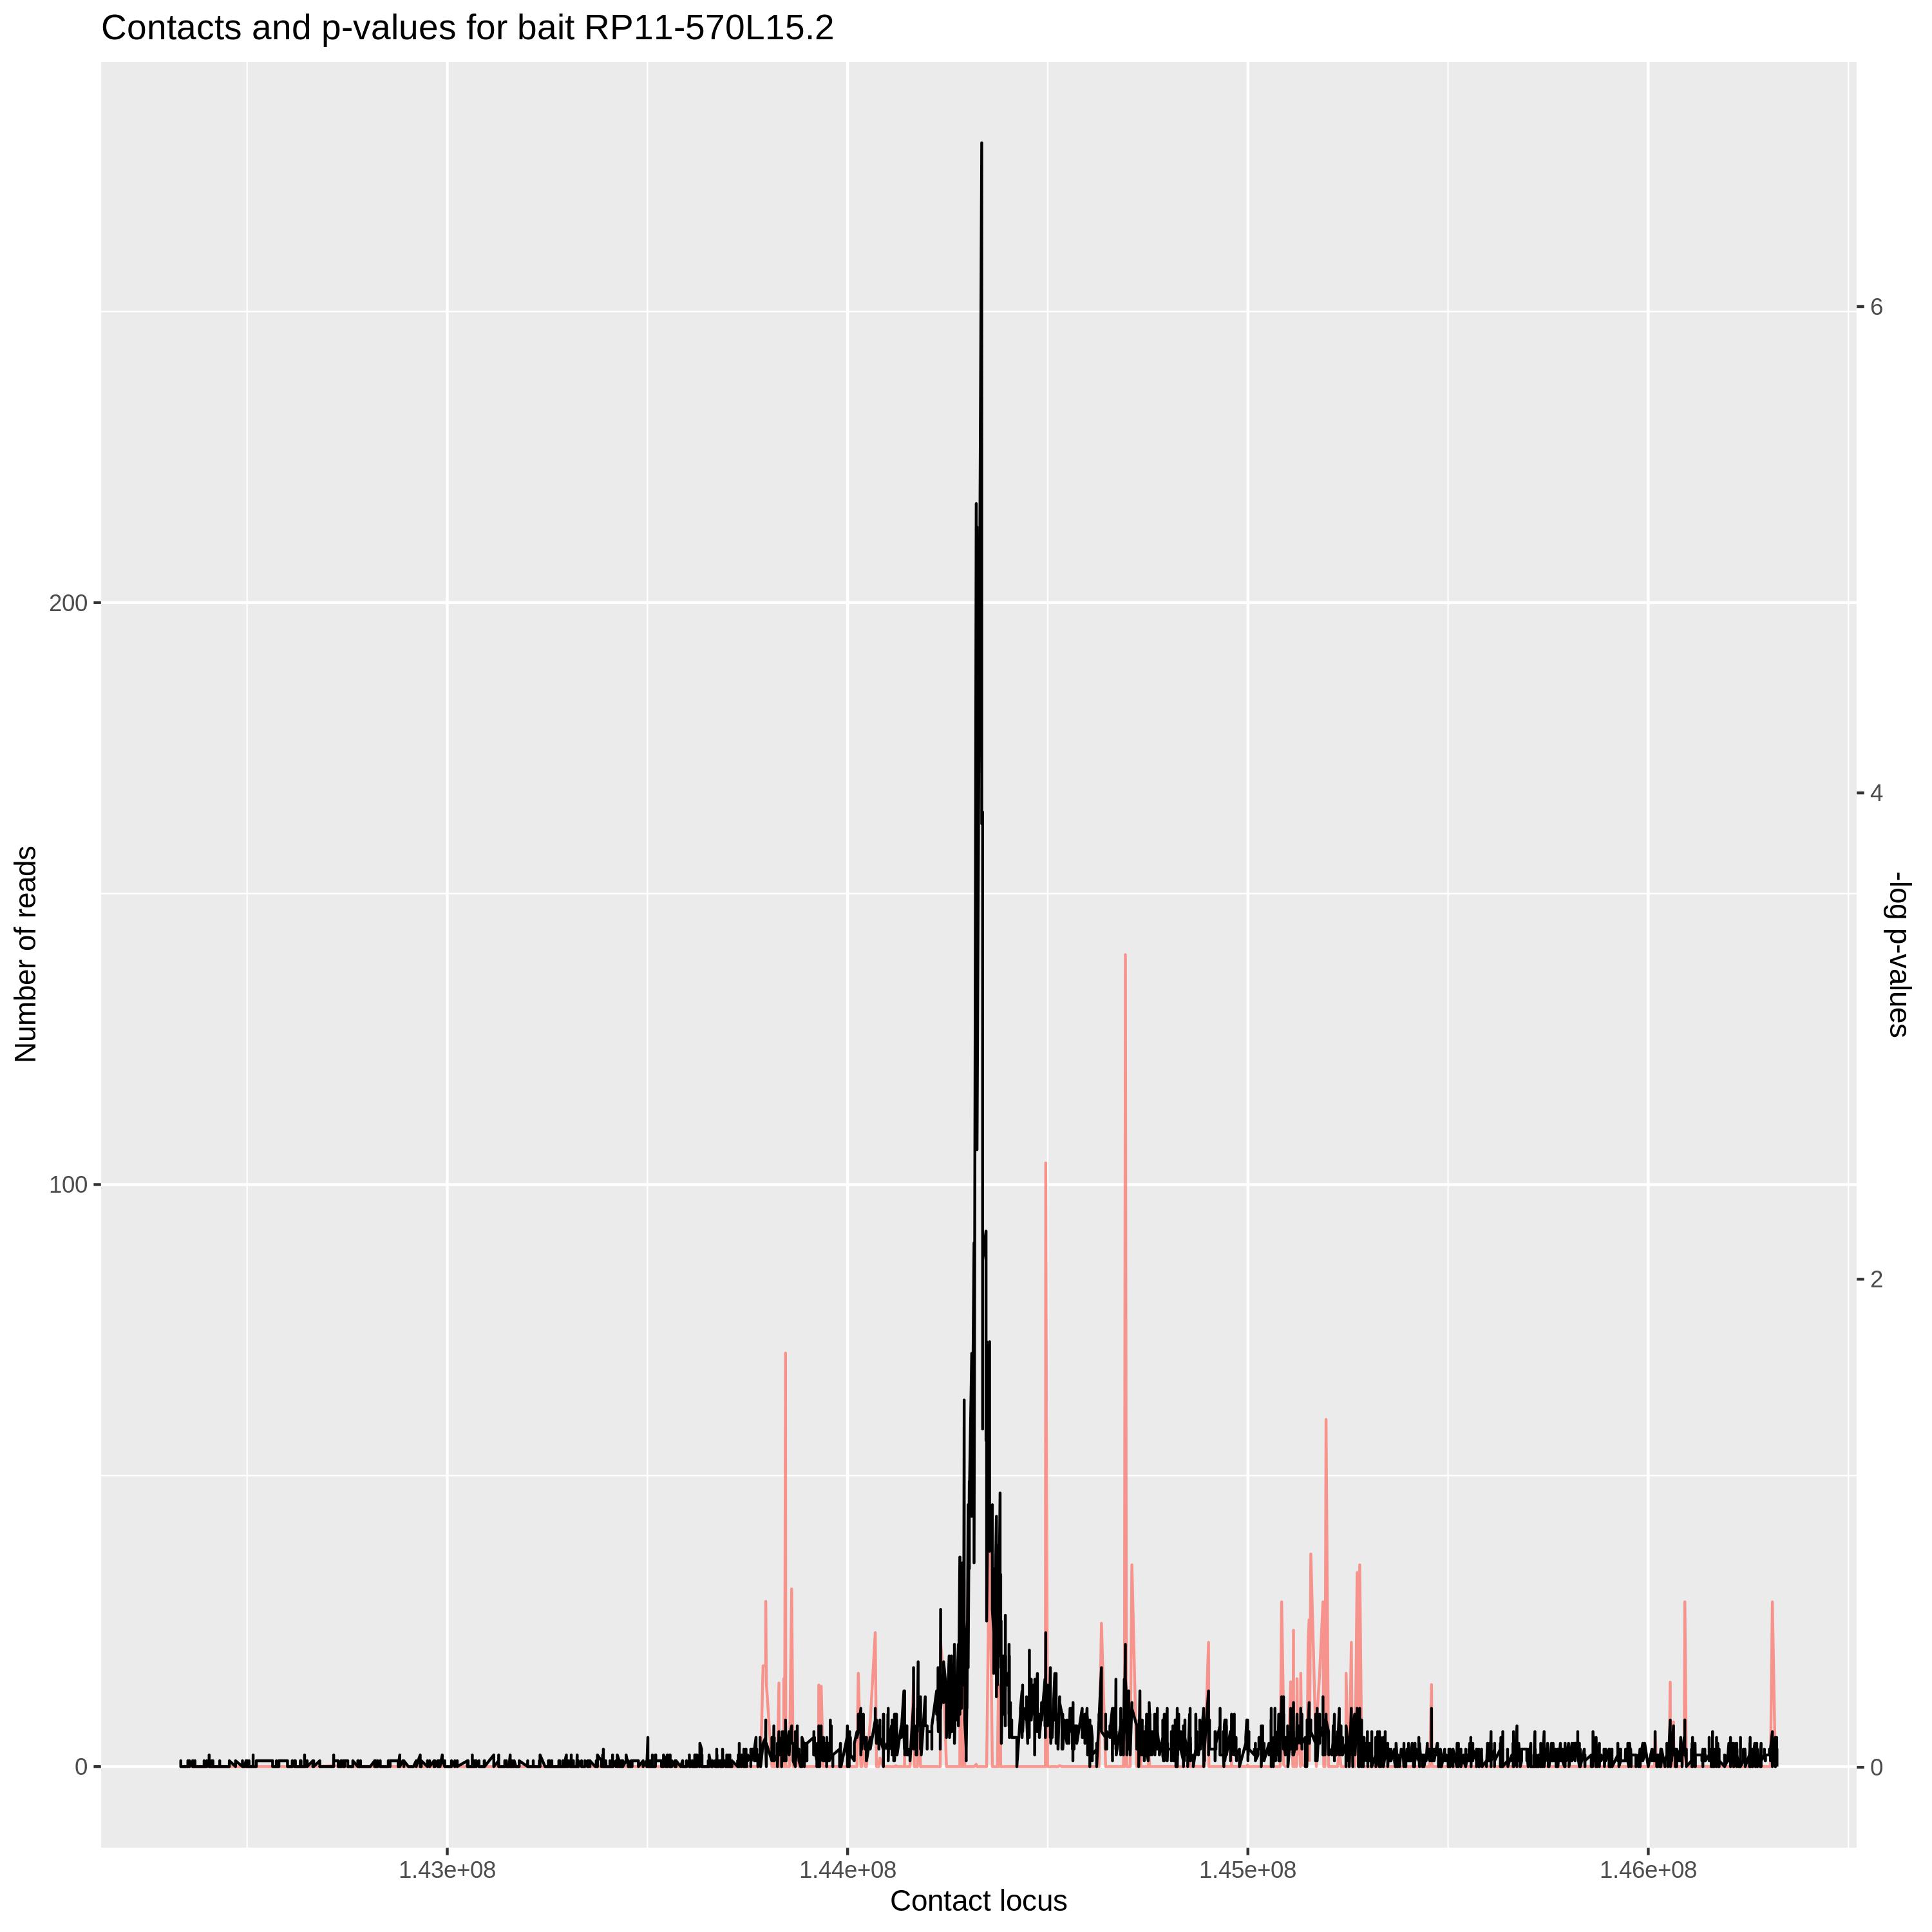 Contacts and p-values for bait RP11-570L15.2
Number of reads
200
100
0
6
4
2
0
-log p-values
1.43e+08
1.44e+08
1.45e+08
1.46e+08
Contact locus